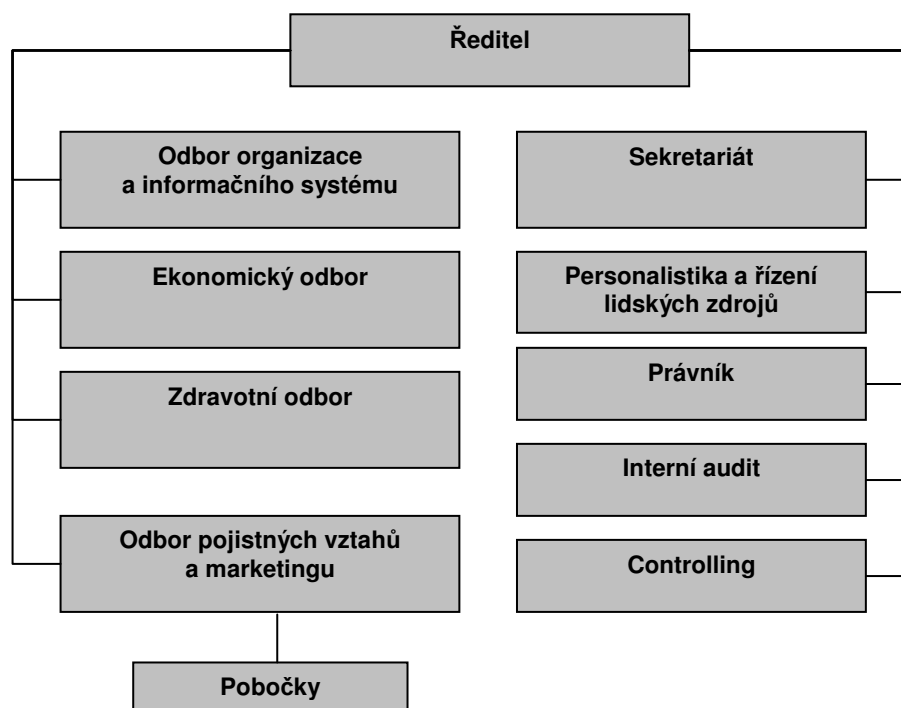 Ředitel
Odbor organizace
a informačního systému
Sekretariát
Ekonomický odbor
Personalistika a řízení
lidských zdrojů
Zdravotní odbor
Právník
Interní audit
Odbor pojistných vztahů
a marketingu
Controlling
Pobočky